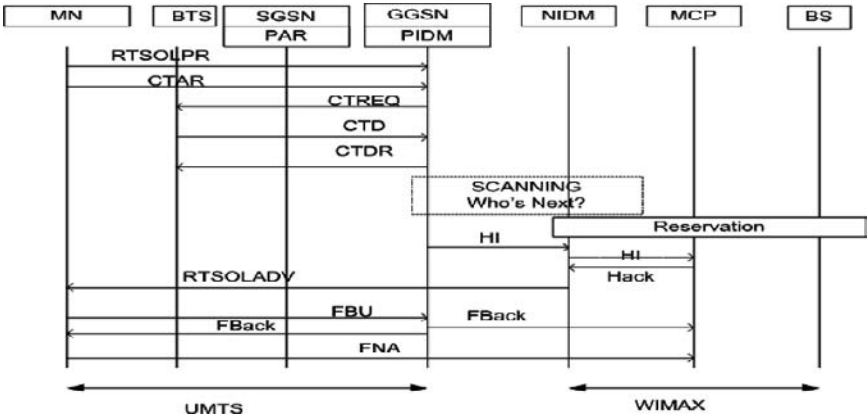 MN BTS SGSN GGSN NIDM MCP BS
PAR PIDM
RTSOLPR
CTAR
CTREQ
CTD
CTDR
SCANNING
Who's Next?
Reservation
HI
HI
Hack
RTSOLADV
FBU
FBack
FBack
FNA
UMTS WIMAX